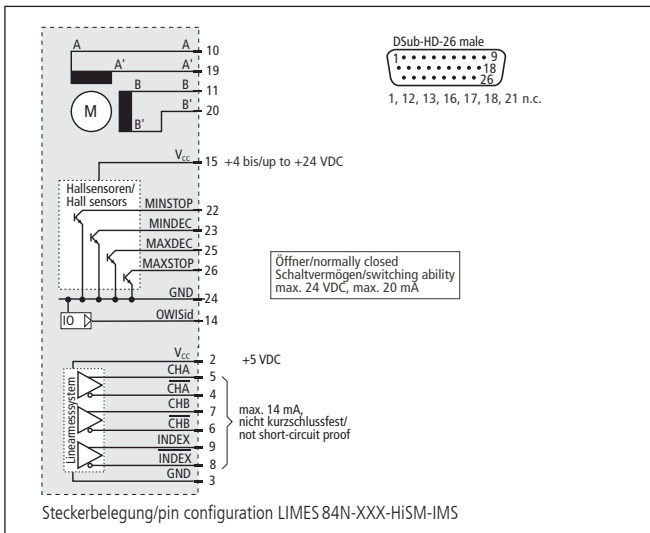 A A 10
A' A' 19
B B 11
B' B' 20
M
VCC 15 +4 bis/up to +24 VDC
Hallsensoren/
Hall sensors
MINSTOP 22
MINDEC 23
MAXDEC 25
MAXSTOP 26
GND 24
IO OWISid 14
VCC 2 +5 VDC
CHA 5
CHA 4
CHB 7
CHB 6
INDEX 9
INDEX 8
GND 3
Linearmesssystem
max. 14 mA,
nicht kurzschlussfest/
not short-circuit proof
DSub-HD-26 male
1 9
18
26
1, 12, 13, 16, 17, 18, 21 n.c.
Öffner/normally closed
Schaltvermögen/switching ability
max. 24 VDC, max. 20 mA
Steckerbelegung/pin configuration LIMES 84N-XXX-HiSM-IMS